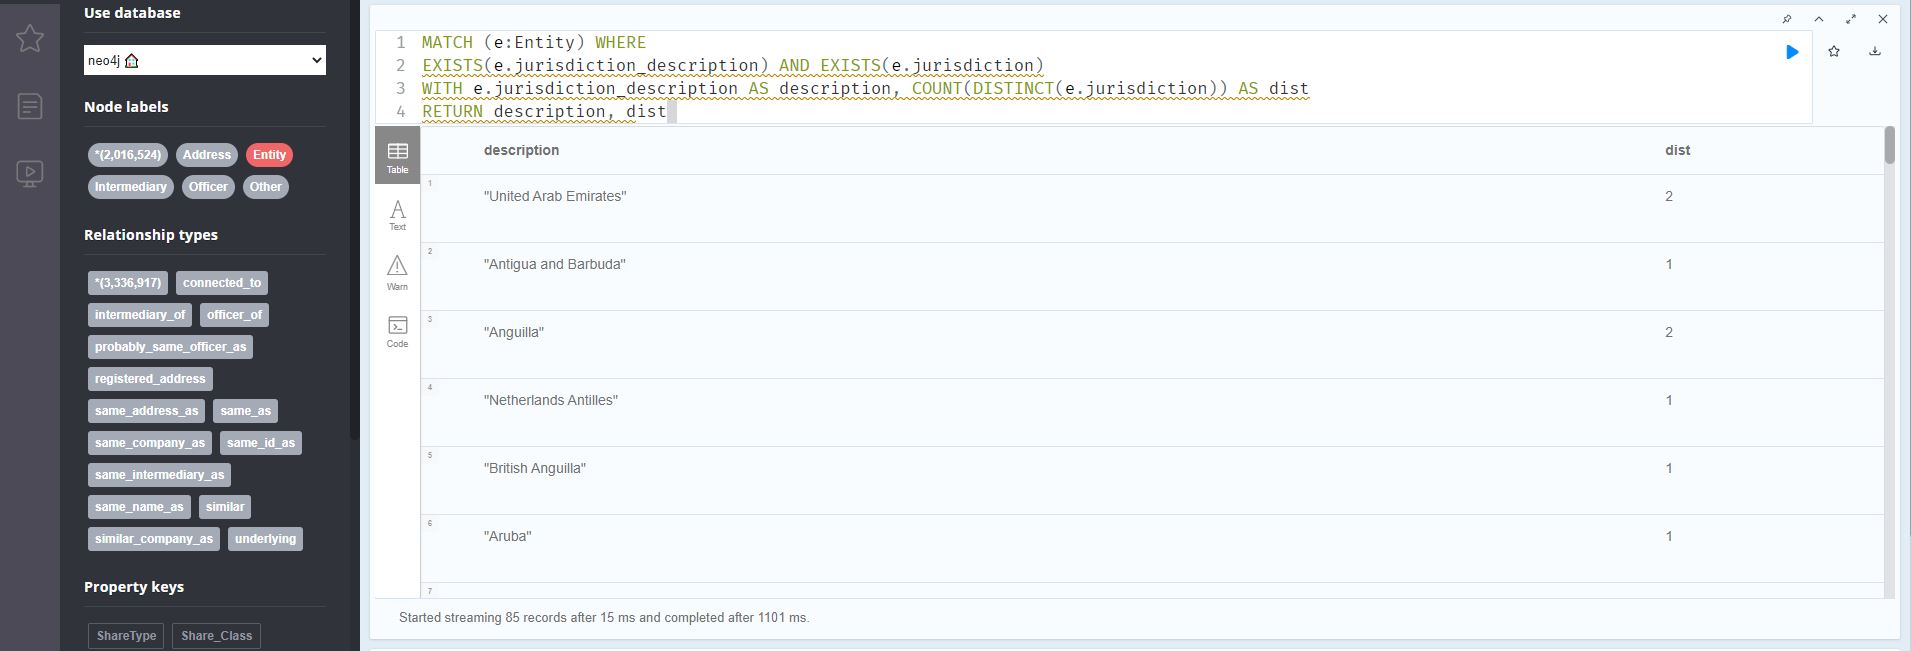 Use database
neo4j
Node labels
*(2,016,524) Address Entity
Intermediary Officer Other
Relationship types
*(3,336,917) connected_to
intermediary_of officer_of
probably_same_officer_as
registered_address
same_address_as same_as
same_company_as same_id_as
same_intermediary_as
same_name_as similar
similar_company_as underlying
Property keys
ShareType Share_Class
1 MATCH (e:Entity) WHERE
2 EXISTS(e.jurisdiction_description) AND EXISTS(e.jurisdiction)
3 WITH e.jurisdiction_description AS description, COUNT(DISTINCT(e.jurisdiction)) AS dist
4 RETURN description, dist
Table
Text
Warn
Code
description dist
1 "United Arab Emirates" 2
2 "Antigua and Barbuda" 1
3 "Anguilla" 2
4 "Netherlands Antilles" 1
5 "British Anguilla" 1
6 "Aruba" 1
7
Started streaming 85 records after 15 ms and completed after 1101 ms.